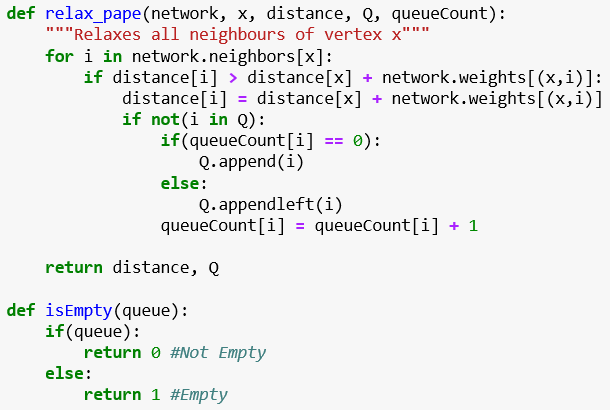 def relax_pape(network, x, distance, Q, queueCount):
    """Relaxes all neighbours of vertex x"""
    for i in network.neighbors[x]:
        if distance[i] > distance[x] + network.weights[(x,i)]:
            distance[i] = distance[x] + network.weights[(x,i)]
            if not(i in Q):
                if(queueCount[i] == 0):
                    Q.append(i)
                else:
                    Q.appendleft(i)
                queueCount[i] = queueCount[i] + 1

    return distance, Q

def isEmpty(queue):
    if(queue):
        return 0 #Not Empty
    else:
        return 1 #Empty